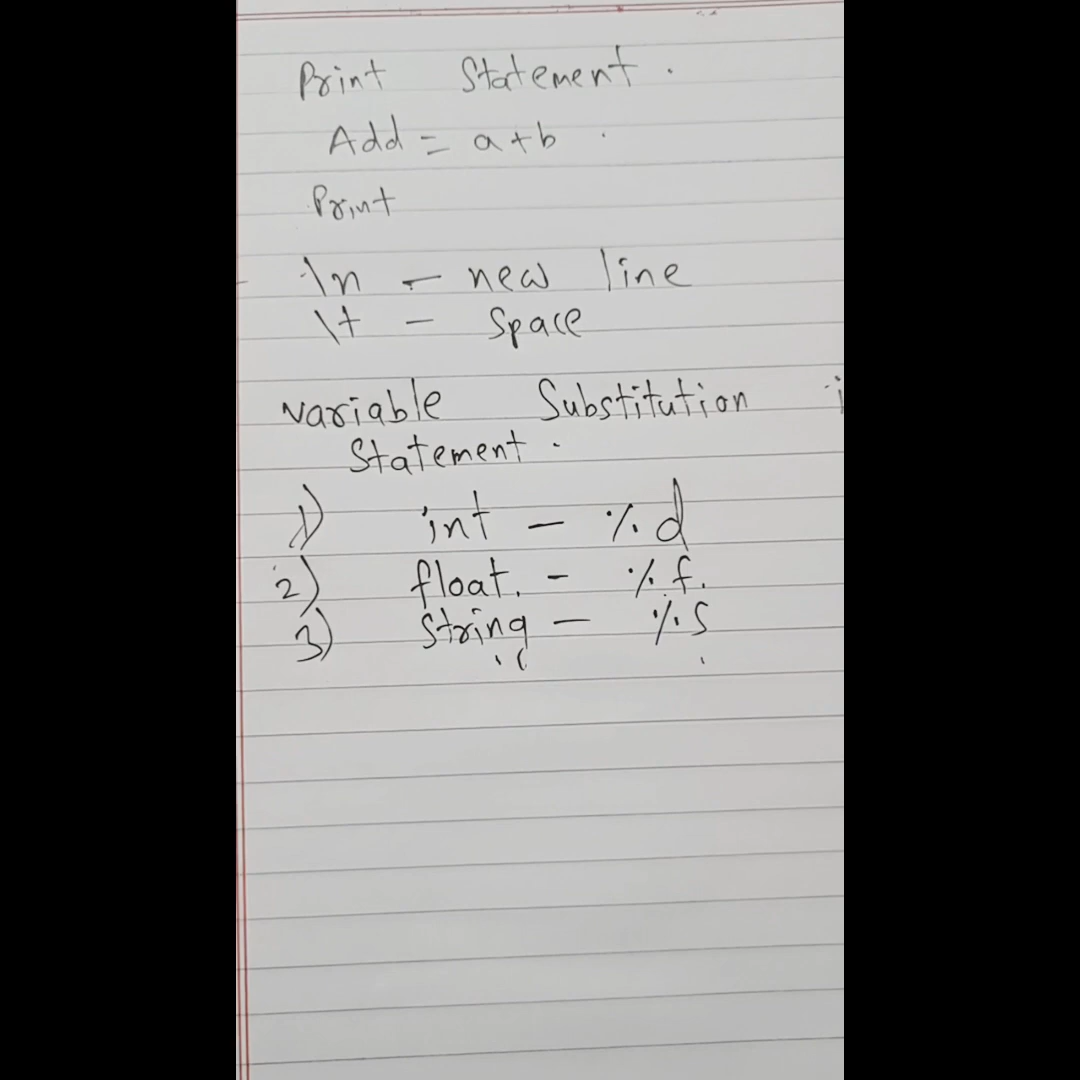 Print Statement.
Add = a+b .
Print
\n - new line
\t - Space
variable Substitution
Statement.
1) int - %d
2) float. - %f.
3) string - %s